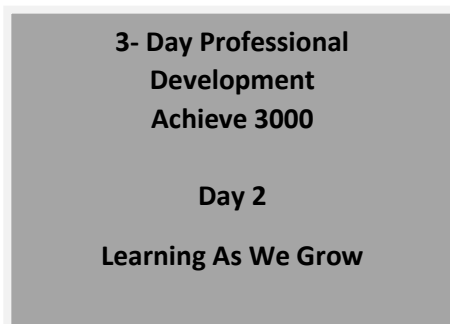 3- Day Professional
Development
Achieve 3000
Day 2
Learning As We Grow